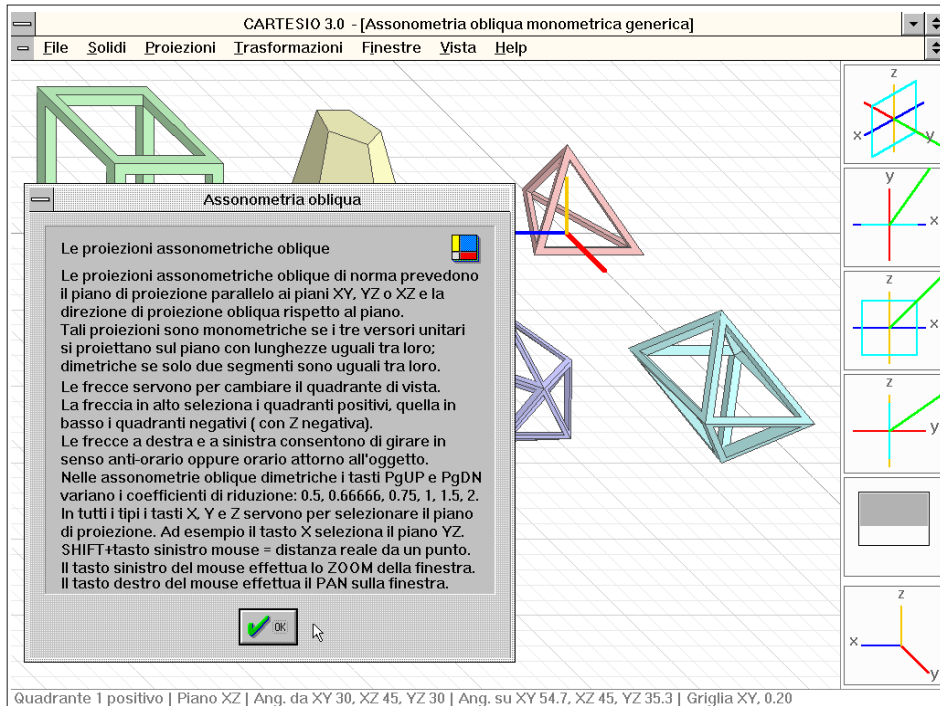 CARTESIO 3.0 - [Assonometria obliqua monometrica generica]
File Solidi Proiezioni Trasformazioni Finestre Vista Help
Assonometria obliqua
Le proiezioni assonometriche oblique
Le proiezioni assonometriche oblique di norma prevedono
il piano di proiezione parallelo ai piani XY, YZ o XZ e la
direzione di proiezione obliqua rispetto al piano.
Tali proiezioni sono monometriche se i tre versori unitari
si proiettano sul piano con lunghezze uguali tra loro;
dimetriche se solo due segmenti sono uguali tra loro.
Le frecce servono per cambiare il quadrante di vista.
La freccia in alto seleziona i quadranti positivi, quella in
basso i quadranti negativi ( con Z negativa).
Le frecce a destra e a sinistra consentono di girare in
senso anti-orario oppure orario attorno all'oggetto.
Nelle assonometrie oblique dimetriche i tasti PgUP e PgDN
variano i coefficienti di riduzione: 0.5, 0.66666, 0.75, 1, 1.5, 2.
In tutti i tipi i tasti X, Y e Z servono per selezionare il piano
di proiezione. Ad esempio il tasto X seleziona il piano YZ.
SHIFT+tasto sinistro mouse = distanza reale da un punto.
Il tasto sinistro del mouse effettua lo ZOOM della finestra.
Il tasto destro del mouse effettua il PAN sulla finestra.
OK
z
x
y
y
x
z
x
z
y
z
x
y
Quadrante 1 positivo | Piano XZ | Ang. da XY 30, XZ 45, YZ 30 | Ang. su XY 54.7, XZ 45, YZ 35.3 | Griglia XY, 0.20